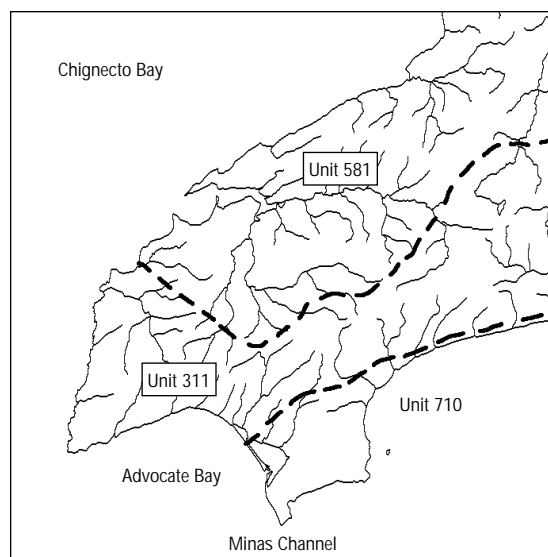 Chignecto Bay
Unit 581
Unit 311
Unit 710
Advocate Bay
Minas Channel